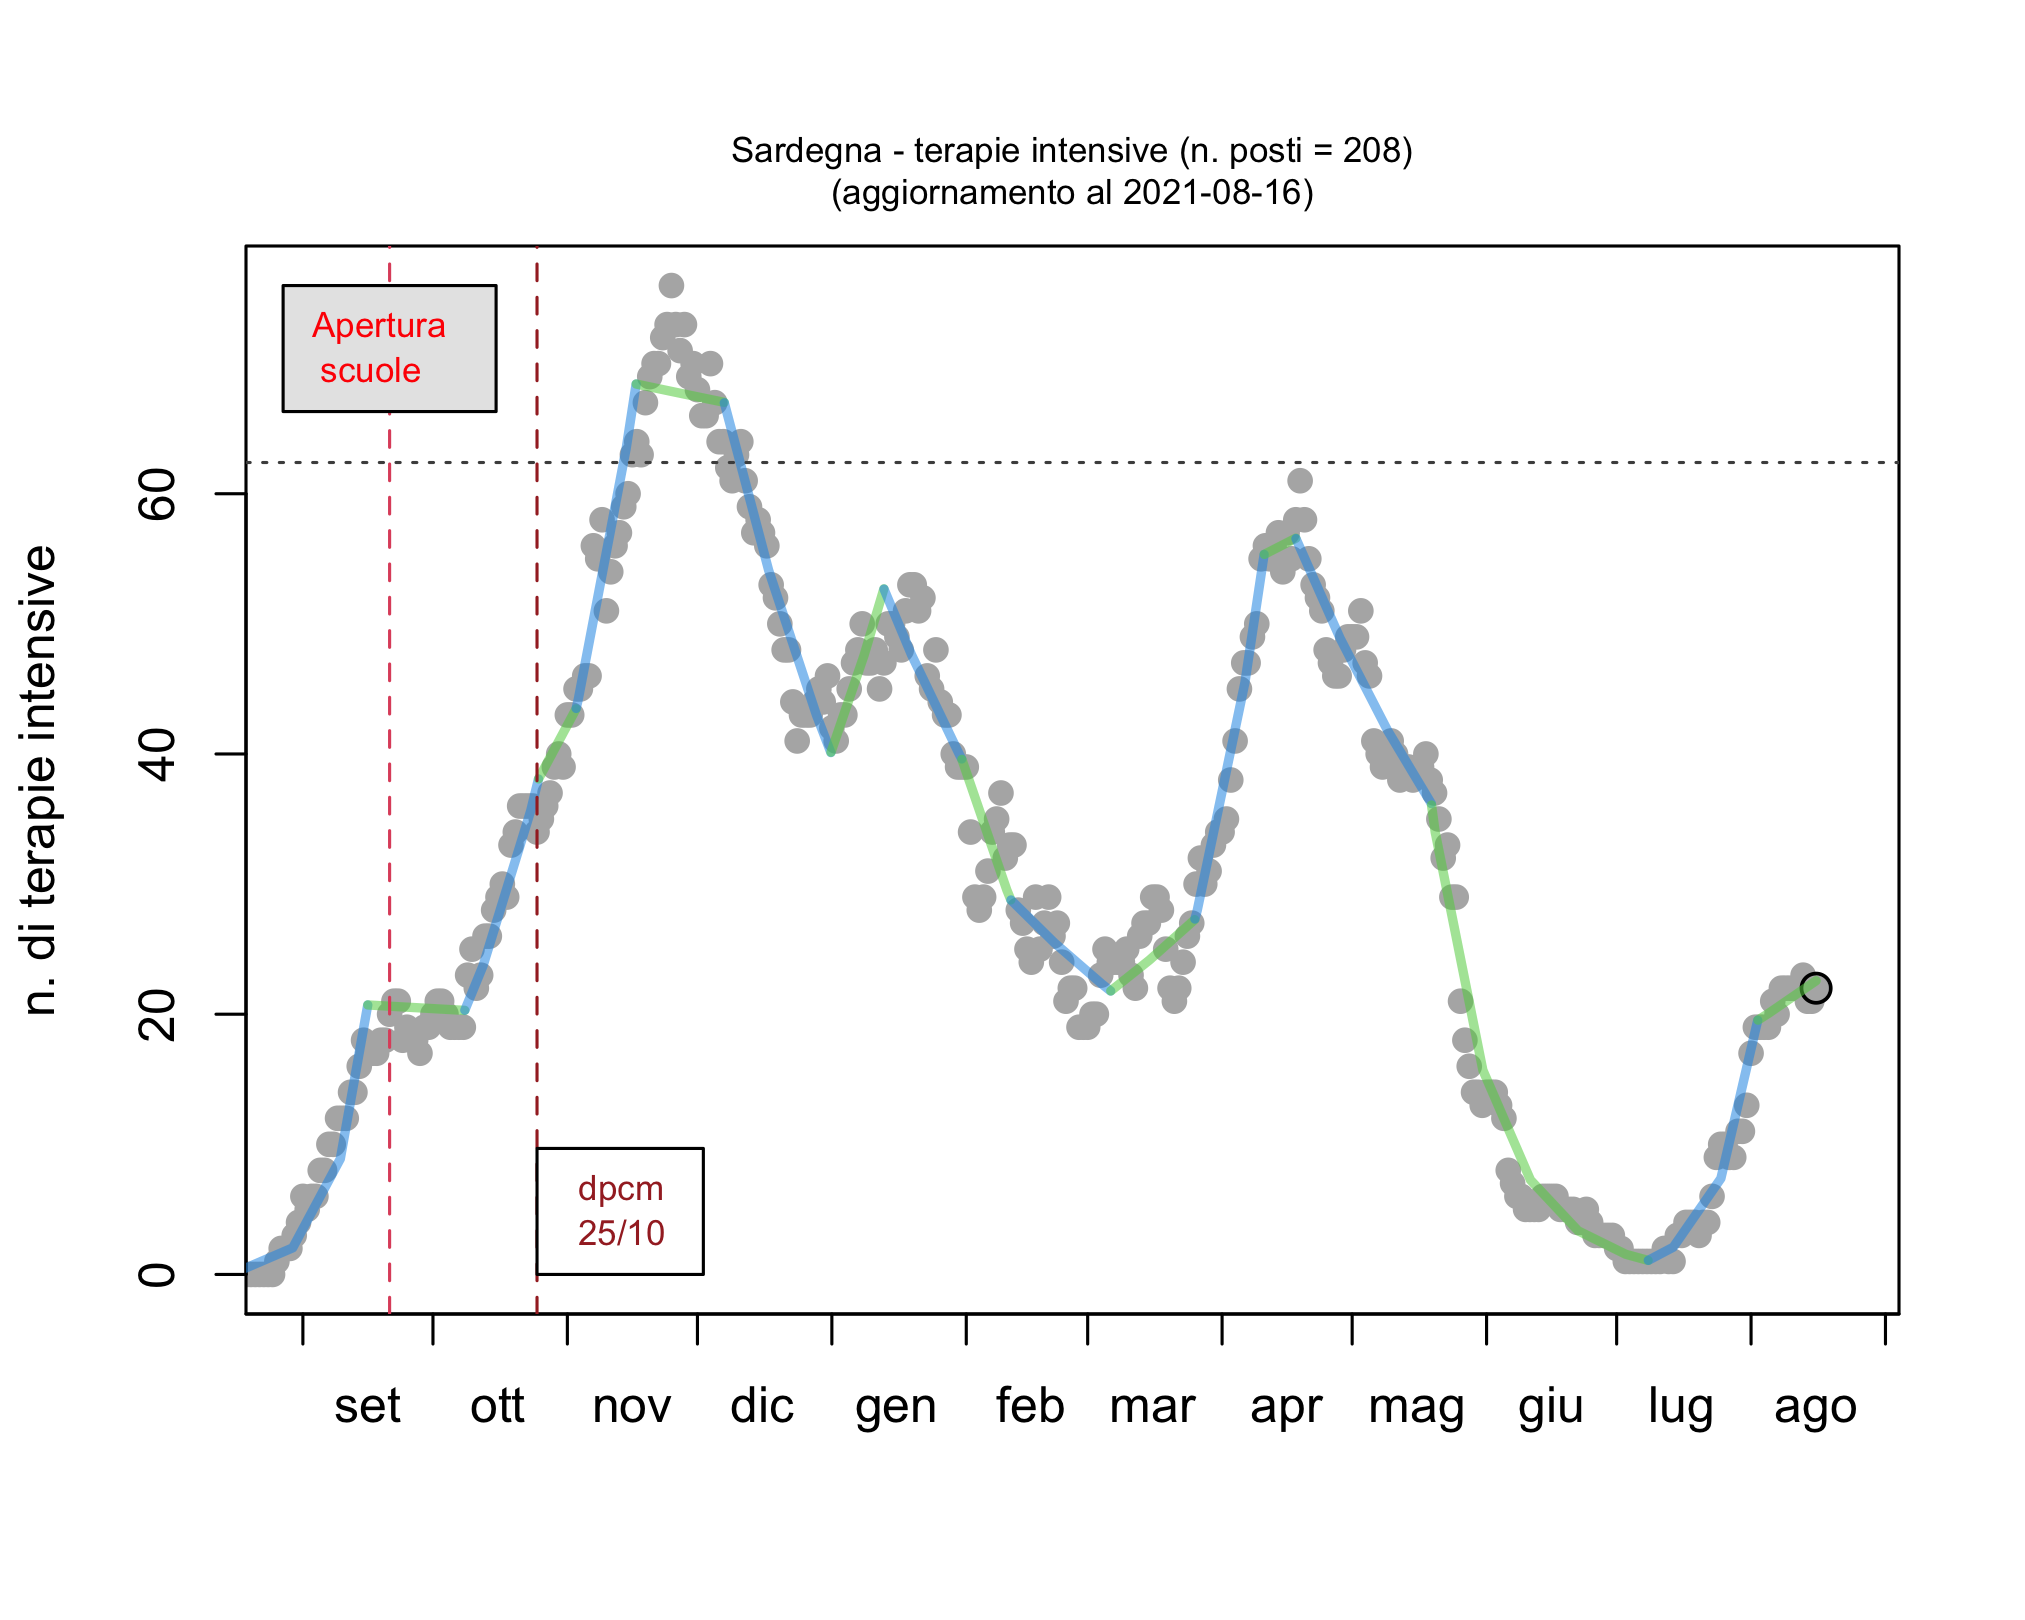 Sardegna - terapie intensive (n. posti = 208)
(aggiornamento al 2021-08-16)
Apertura
scuole
n. di terapie intensive
60
40
20
0
dpcm
25/10
set ott nov dic gen feb mar apr mag giu lug ago